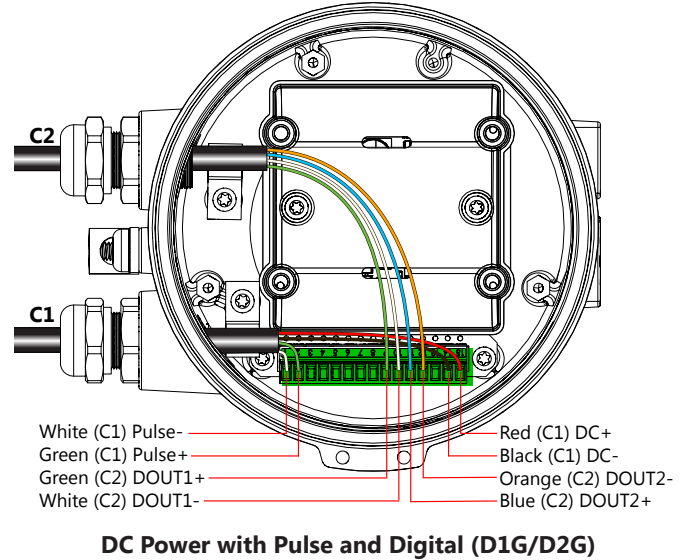 C2
C1
White (C1) Pulse-
Green (C1) Pulse+
Green (C2) DOUT1+
White (C2) DOUT1-
Red (C1) DC+
Black (C1) DC-
Orange (C2) DOUT2-
Blue (C2) DOUT2+
DC Power with Pulse and Digital (D1G/D2G)